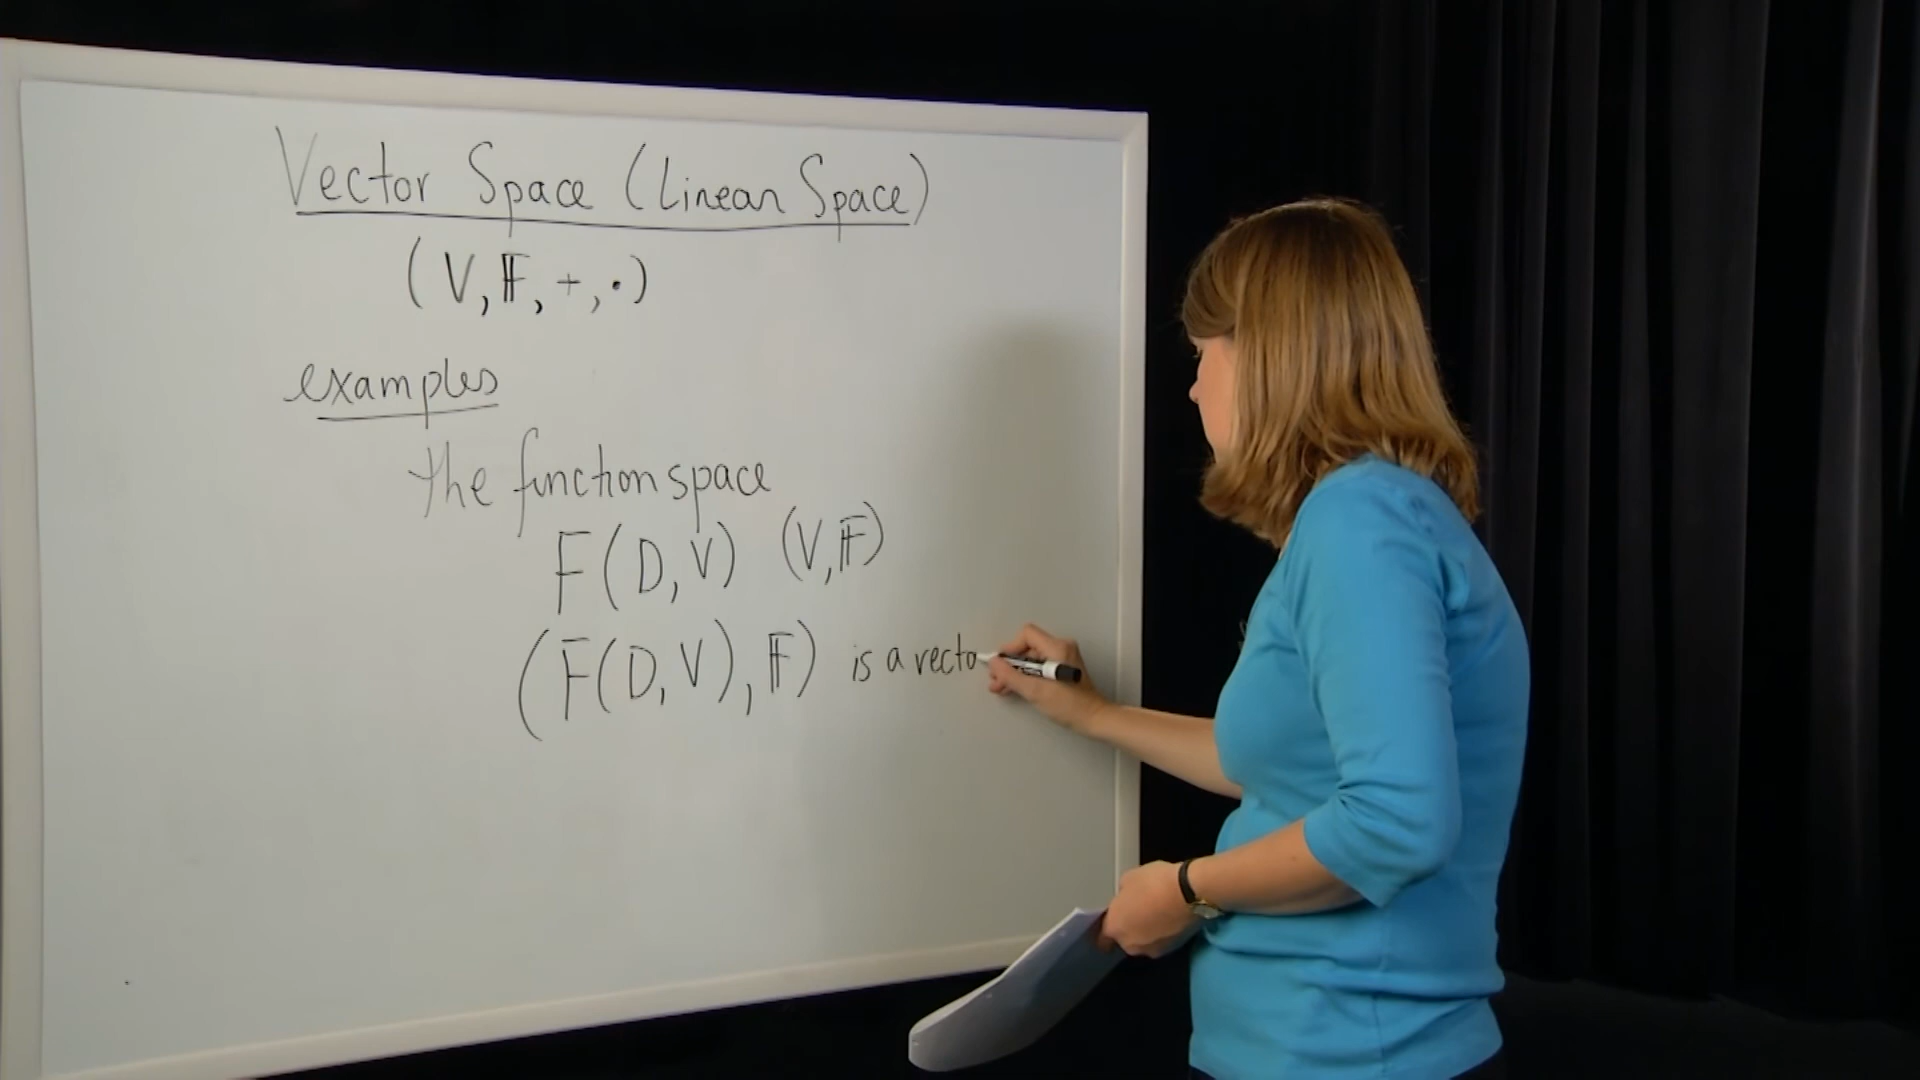 Vector Space (Linear Space)
(V, 𝔽, +, ·)
examples
the function space
F(D, V) (V, 𝔽)
(F(D, V), 𝔽) is a vecto